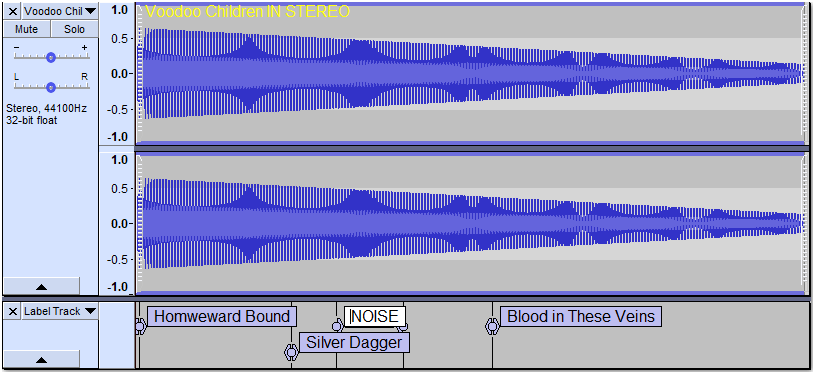 Voodoo Chil
Mute Solo
- +
L R
Stereo, 44100Hz
32-bit float
1.0
0.5
0.0-
-0.5
-1.0
Voodoo Children IN STEREO
1.0
0.5
0.0-
-0.5
-1.0
Label Track
Homweward Bound
NOISE
Blood in These Veins
Silver Dagger